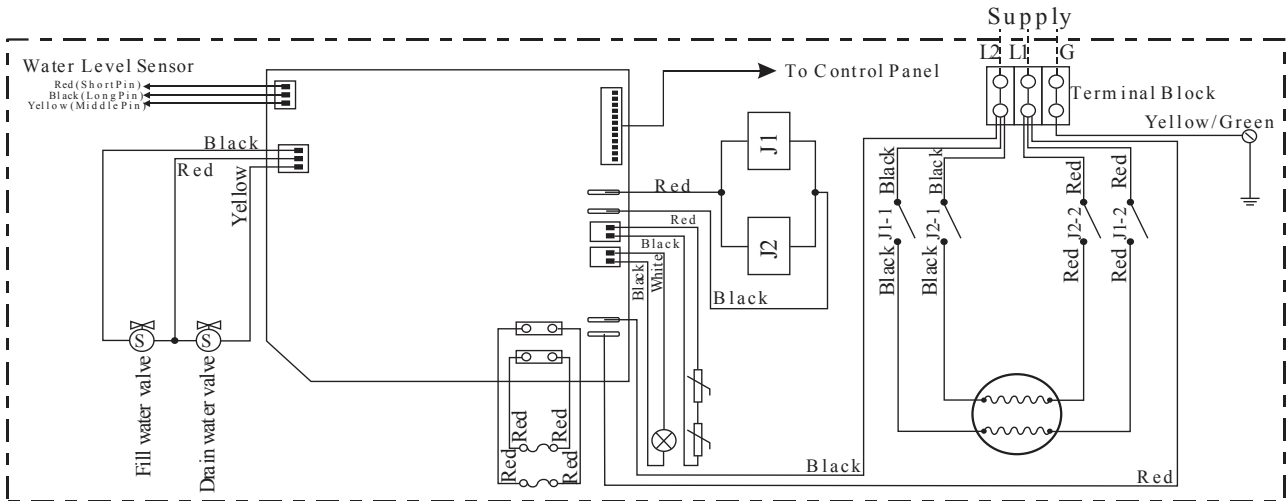 Supply
L2 L1 G
Water Level Sensor
Red(ShortPin)
Black(LongPin)
Yellow(MiddlePin)
To Control Panel
Terminal Block
Yellow/Green
Black
Red
Yellow
J1
J2
Red
Red
Black
Black
White
Black
Black
Black
Red
Red
J1-1
J2-1
J2-2
J1-2
Black
Black
Red
Red
S
S
Fill water valve
Drain water valve
Red
Red
Red
Red
Black
Red